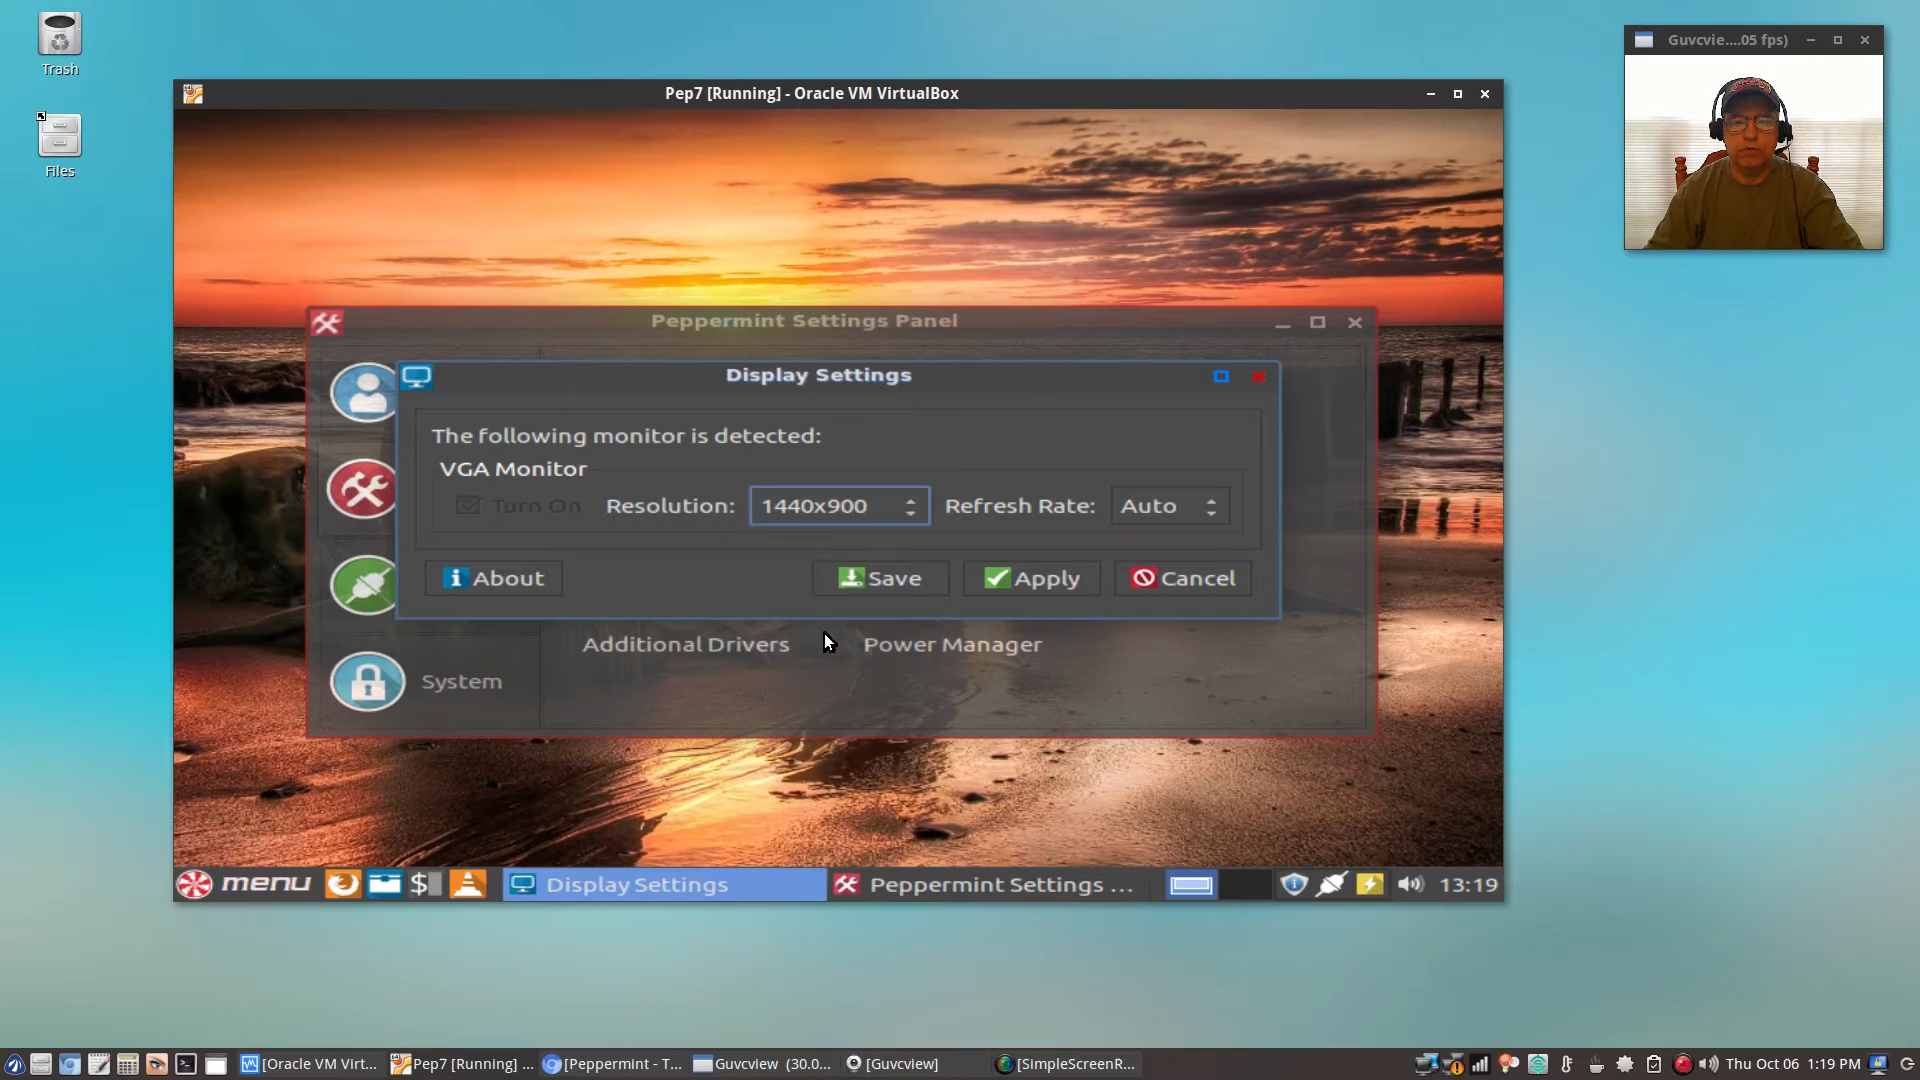 Trash
Files
Guvcvie....05 fps)
Pep7 [Running] - Oracle VM VirtualBox
Peppermint Settings Panel
Display Settings
The following monitor is detected:
VGA Monitor
Turn On
Resolution:
1440x900
Refresh Rate:
Auto
About
Save
Apply
Cancel
Additional Drivers
Power Manager
System
menu
Display Settings
Peppermint Settings ...
13:19
[Oracle VM Virt...
Pep7 [Running] ...
[Peppermint - T...
Guvcview (30.0...
[Guvcview]
[SimpleScreenR...
Thu Oct 06 1:19 PM